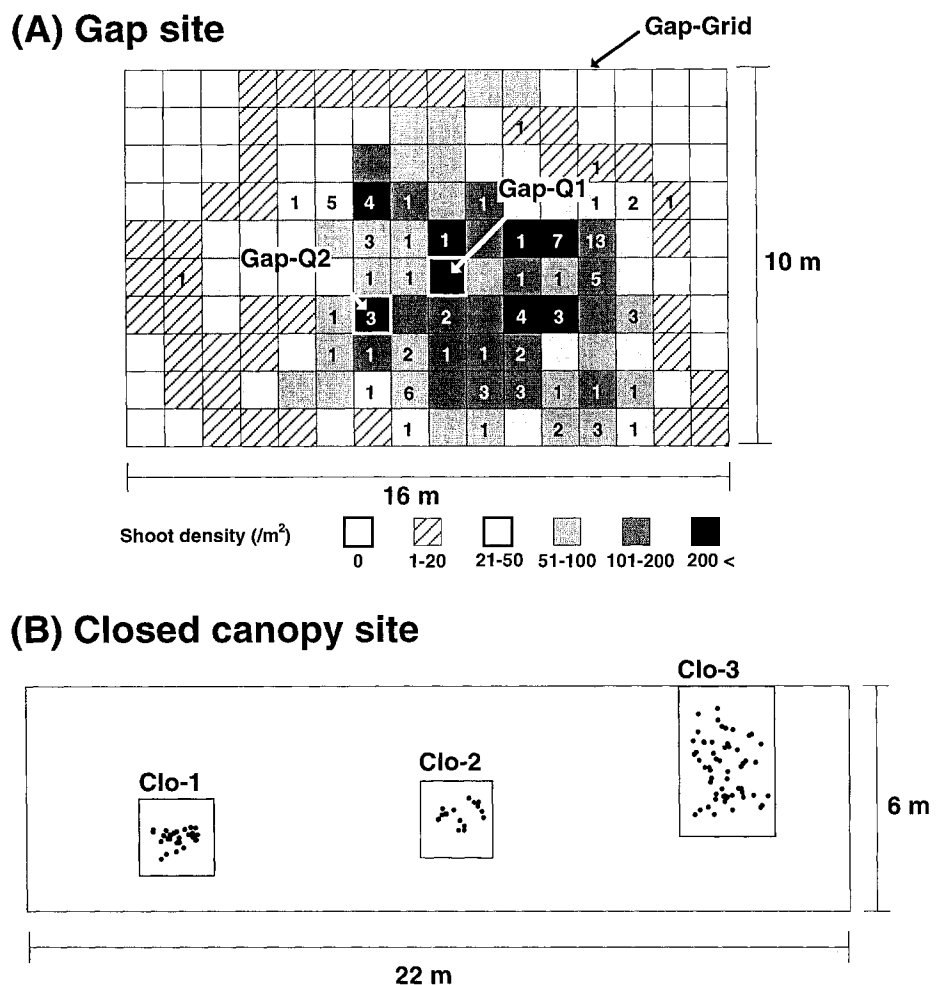 (A) Gap site
Gap-Grid
1
1
1 5 4 1 1 1 2 1
Gap-Q1
3 1 1 1 7 13
Gap-Q2
1 1 1 1 5
10 m
1 3 2 4 3 3
1 1 2 1 1 2
1 6 3 3 1 1 1
1 1 2 3 1
16 m
Shoot density (/m²)
0 1-20 21-50 51-100 101-200 200 <
(B) Closed canopy site
Clo-3
Clo-2
Clo-1
6 m
22 m